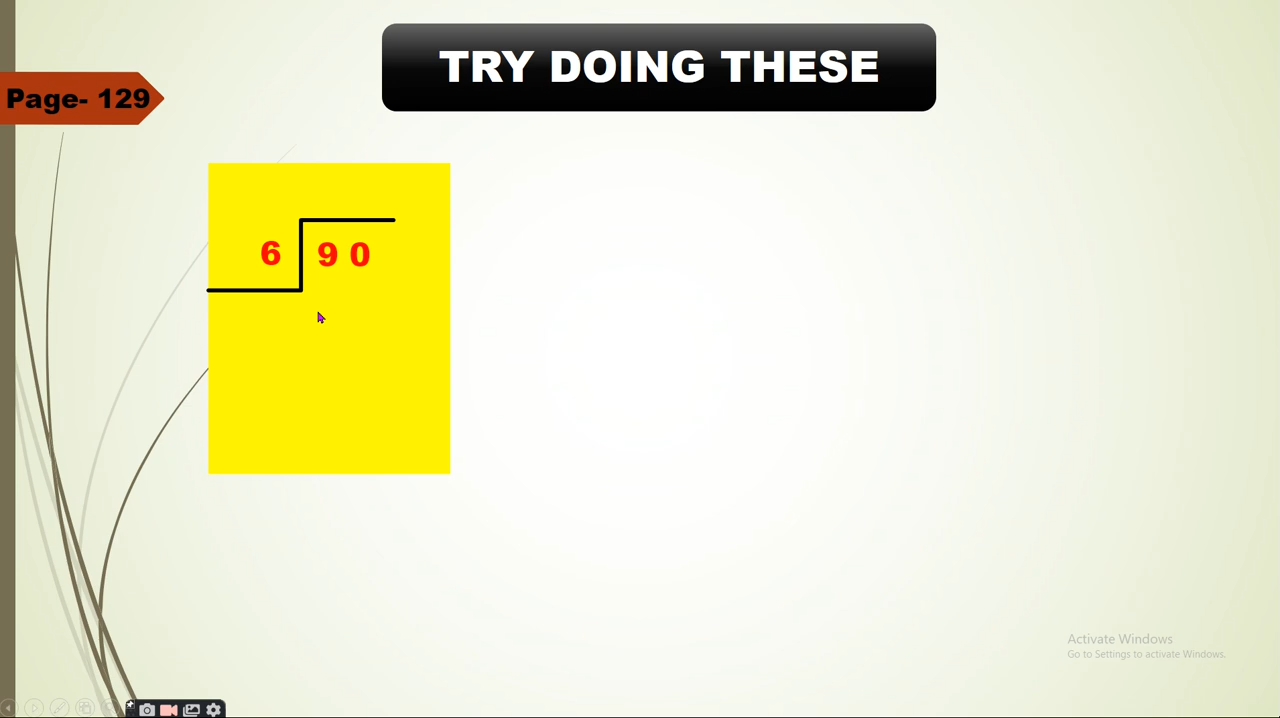 TRY DOING THESE
Page- 129
6 9 0
Activate Windows
Go to Settings to activate Windows.